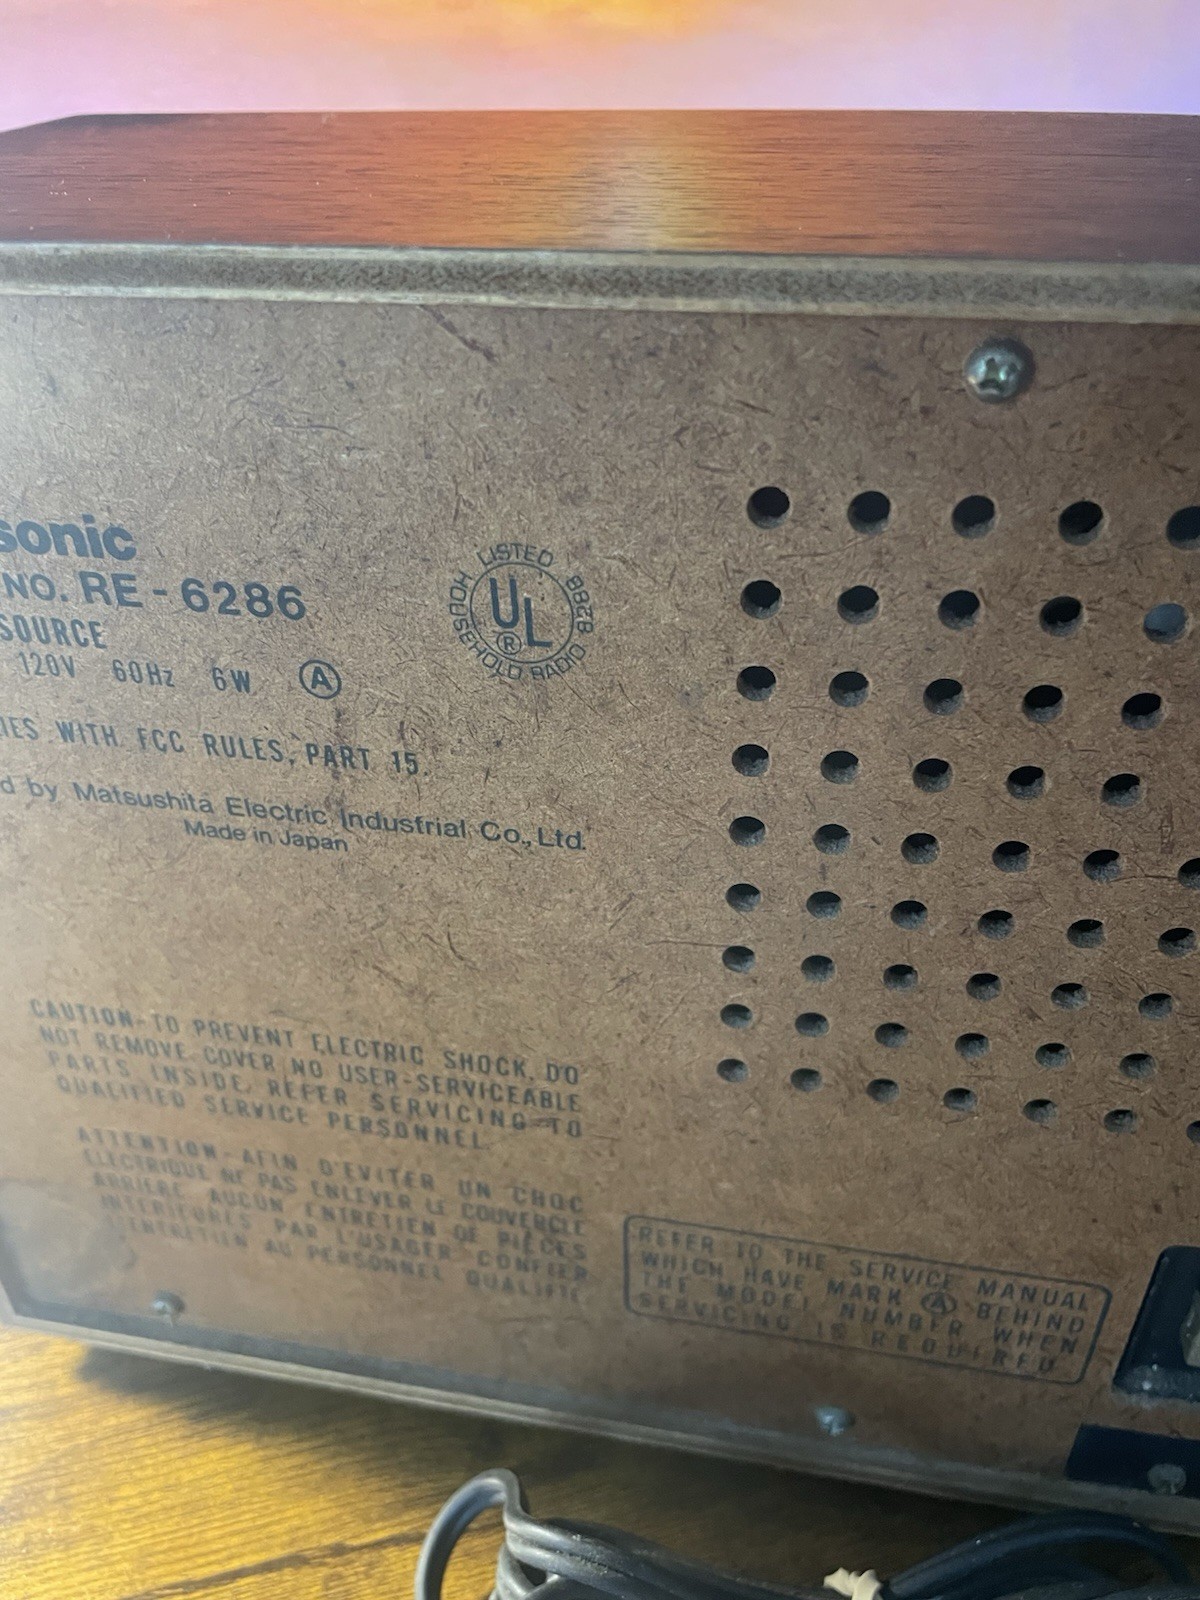 sonic
NO. RE-6286
SOURCE
120V 60Hz 6W Ⓐ
IES WITH FCC RULES, PART 15.
d by Matsushita Electric Industrial Co., Ltd.
Made in Japan
LISTED 8Z88
UL
®
HOUSEHOLD RADIO
CAUTION-TO PREVENT ELECTRIC SHOCK, DO
NOT REMOVE COVER NO USER-SERVICEABLE
PARTS INSIDE, REFER SERVICING TO
QUALIFIED SERVICE PERSONNEL
ATTENTION-AFIN D'EVITER UN CHOC
ELECTRIQUE NE PAS ENLEVER LE COUVERCLE
ARRIERE. AUCUN ENTRETIEN DE PIECES
INTERIEURES PAR L'USAGER CONFIER
L'ENTRETIEN AU PERSONNEL QUALIFIE
REFER TO THE SERVICE MANUAL
WHICH HAVE MARK Ⓐ BEHIND
THE MODEL NUMBER WHEN
SERVICING IS REQUIRED